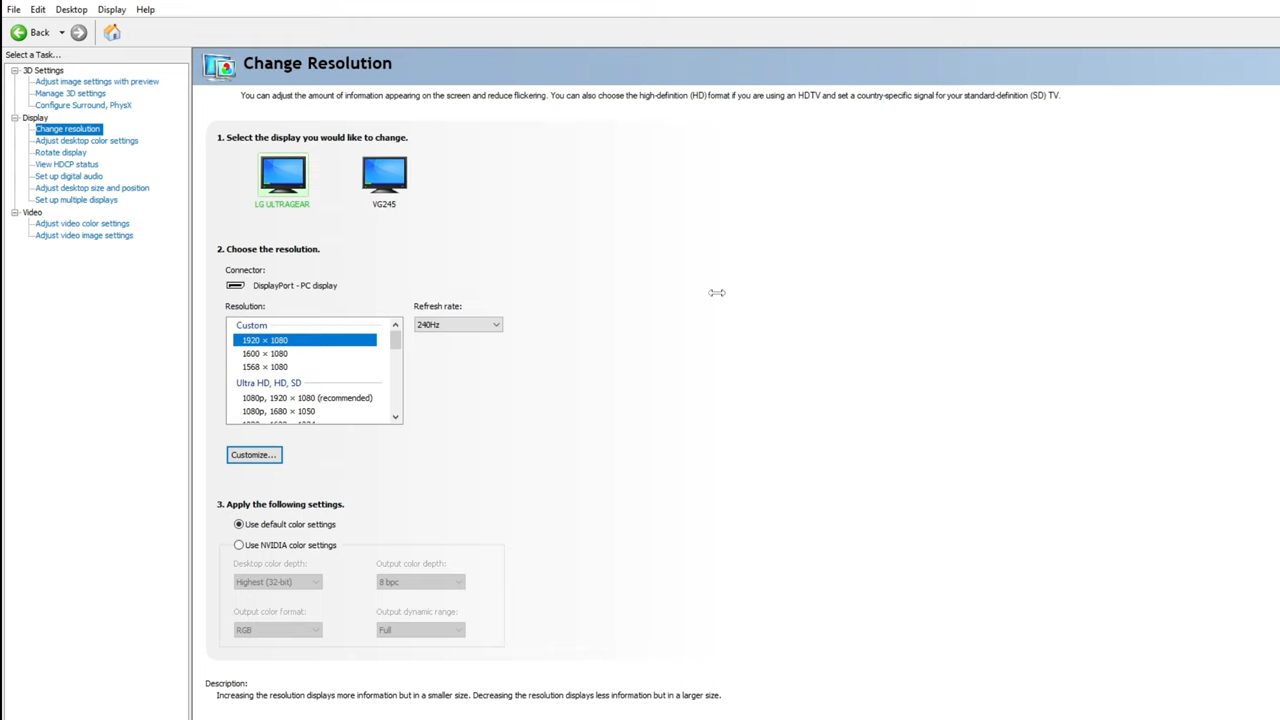 File Edit Desktop Display Help
Back
Select a Task...
3D Settings
Adjust image settings with preview
Manage 3D settings
Configure Surround, PhysX
Display
Change resolution
Adjust desktop color settings
Rotate display
View HDCP status
Set up digital audio
Adjust desktop size and position
Set up multiple displays
Video
Adjust video color settings
Adjust video image settings
Change Resolution
You can adjust the amount of information appearing on the screen and reduce flickering. You can also choose the high-definition (HD) format if you are using an HDTV and set a country-specific signal for your standard-definition (SD) TV.
1. Select the display you would like to change.
LG ULTRAGEAR VG245
2. Choose the resolution.
Connector:
DisplayPort - PC display
Resolution: Refresh rate:
240Hz
Custom
1920 × 1080
1600 × 1080
1568 × 1080
Ultra HD, HD, SD
1080p, 1920 × 1080 (recommended)
1080p, 1680 × 1050
Customize...
3. Apply the following settings.
Use default color settings
Use NVIDIA color settings
Desktop color depth: Output color depth:
Highest (32-bit) 8 bpc
Output color format: Output dynamic range:
RGB Full
Description:
Increasing the resolution displays more information but in a smaller size. Decreasing the resolution displays less information but in a larger size.